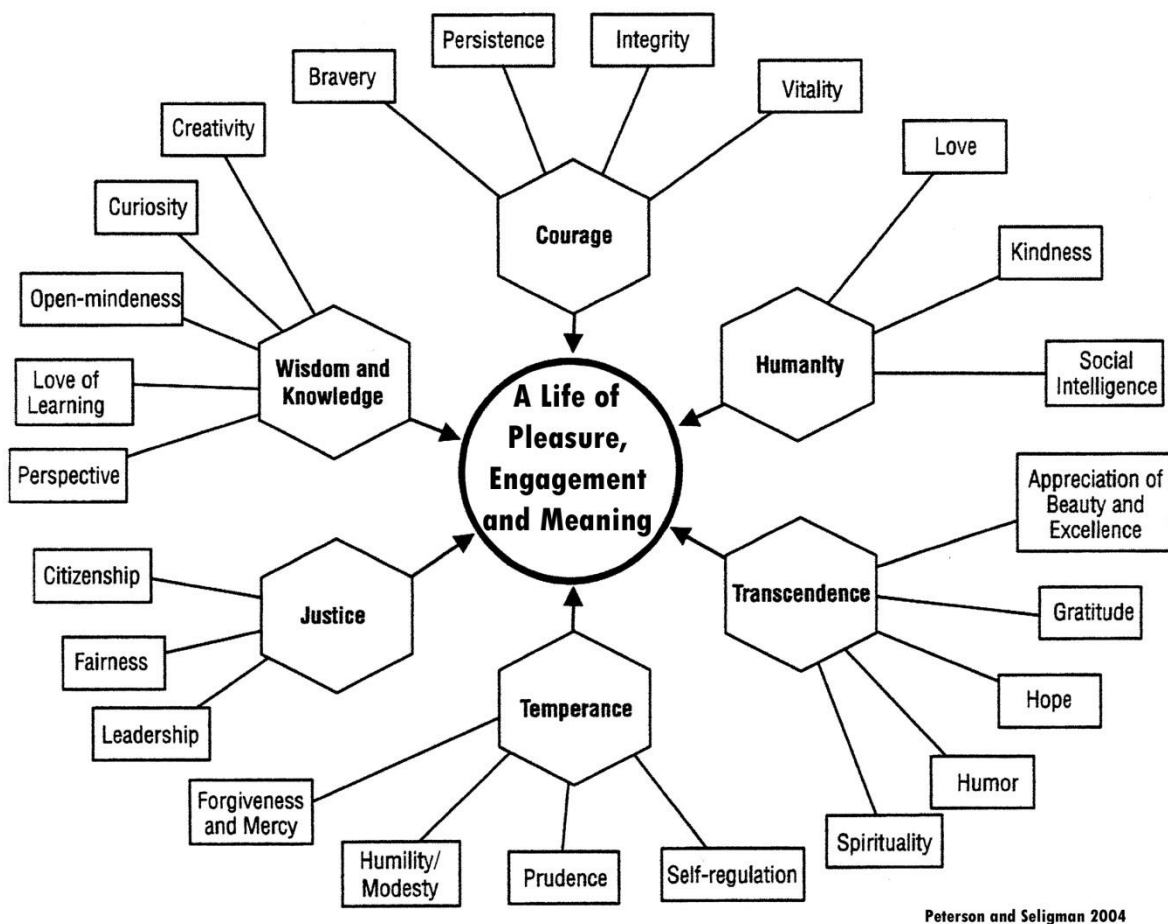 Persistence
Integrity
Bravery
Vitality
Creativity
Love
Curiosity
Courage
Kindness
Open-mindeness
Wisdom and
Knowledge
Humanity
Social
Intelligence
Love of
Learning
Perspective
A Life of
Pleasure,
Engagement
and Meaning
Appreciation of
Beauty and
Excellence
Citizenship
Justice
Transcendence
Gratitude
Fairness
Leadership
Temperance
Hope
Humor
Spirituality
Forgiveness
and Mercy
Humility/
Modesty
Prudence
Self-regulation
Peterson and Seligman 2004